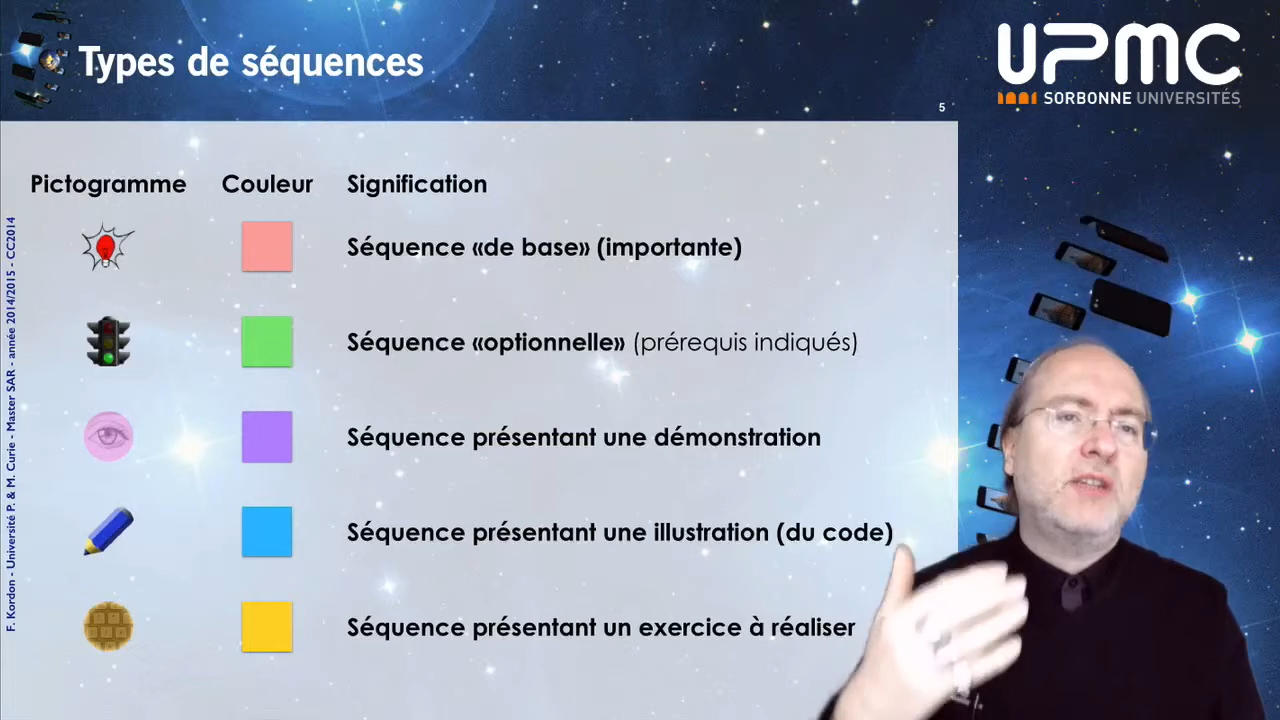 Types de séquences
UPMC
SORBONNE UNIVERSITÉS
5
Pictogramme Couleur Signification
Séquence «de base» (importante)
Séquence «optionnelle» (prérequis indiqués)
Séquence présentant une démonstration
Séquence présentant une illustration (du code)
Séquence présentant un exercice à réaliser
F. Kordon - Université P. & M. Curie - Master SAR - année 2014/2015 - CC2014